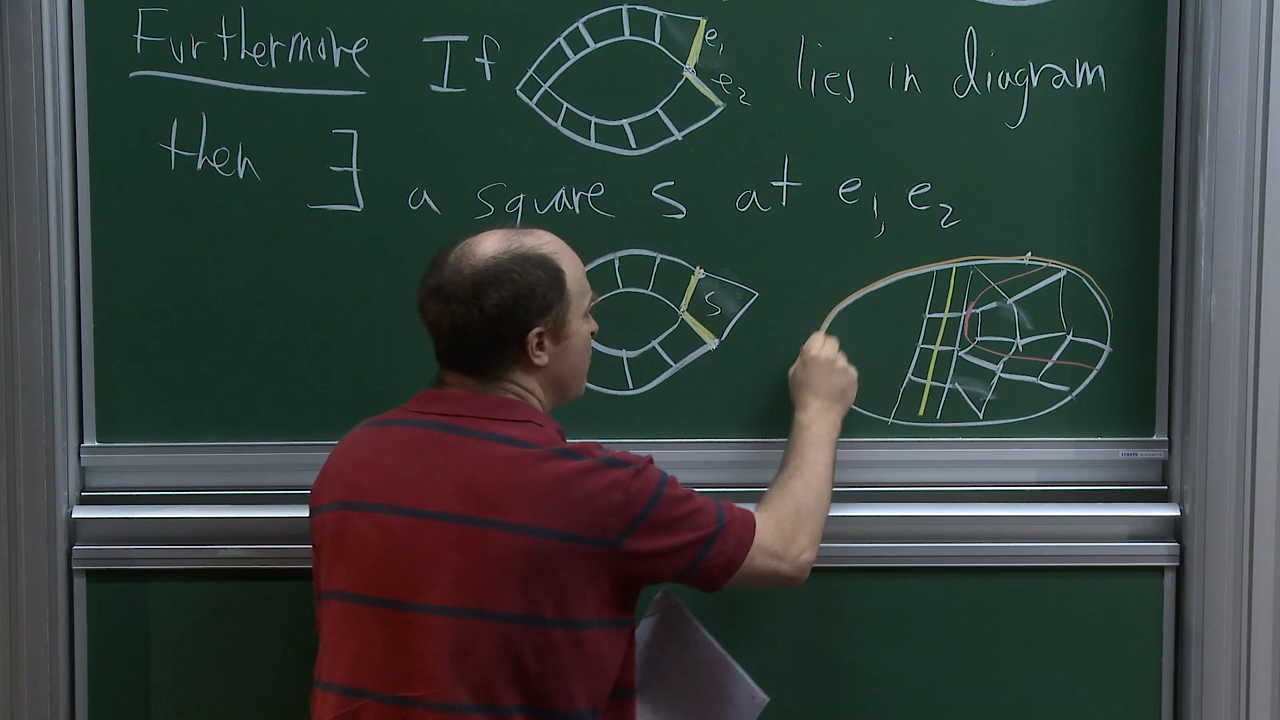 Furthermore If e₁ e₂ lies in diagram
then ∃ a square s at e₁, e₂
s